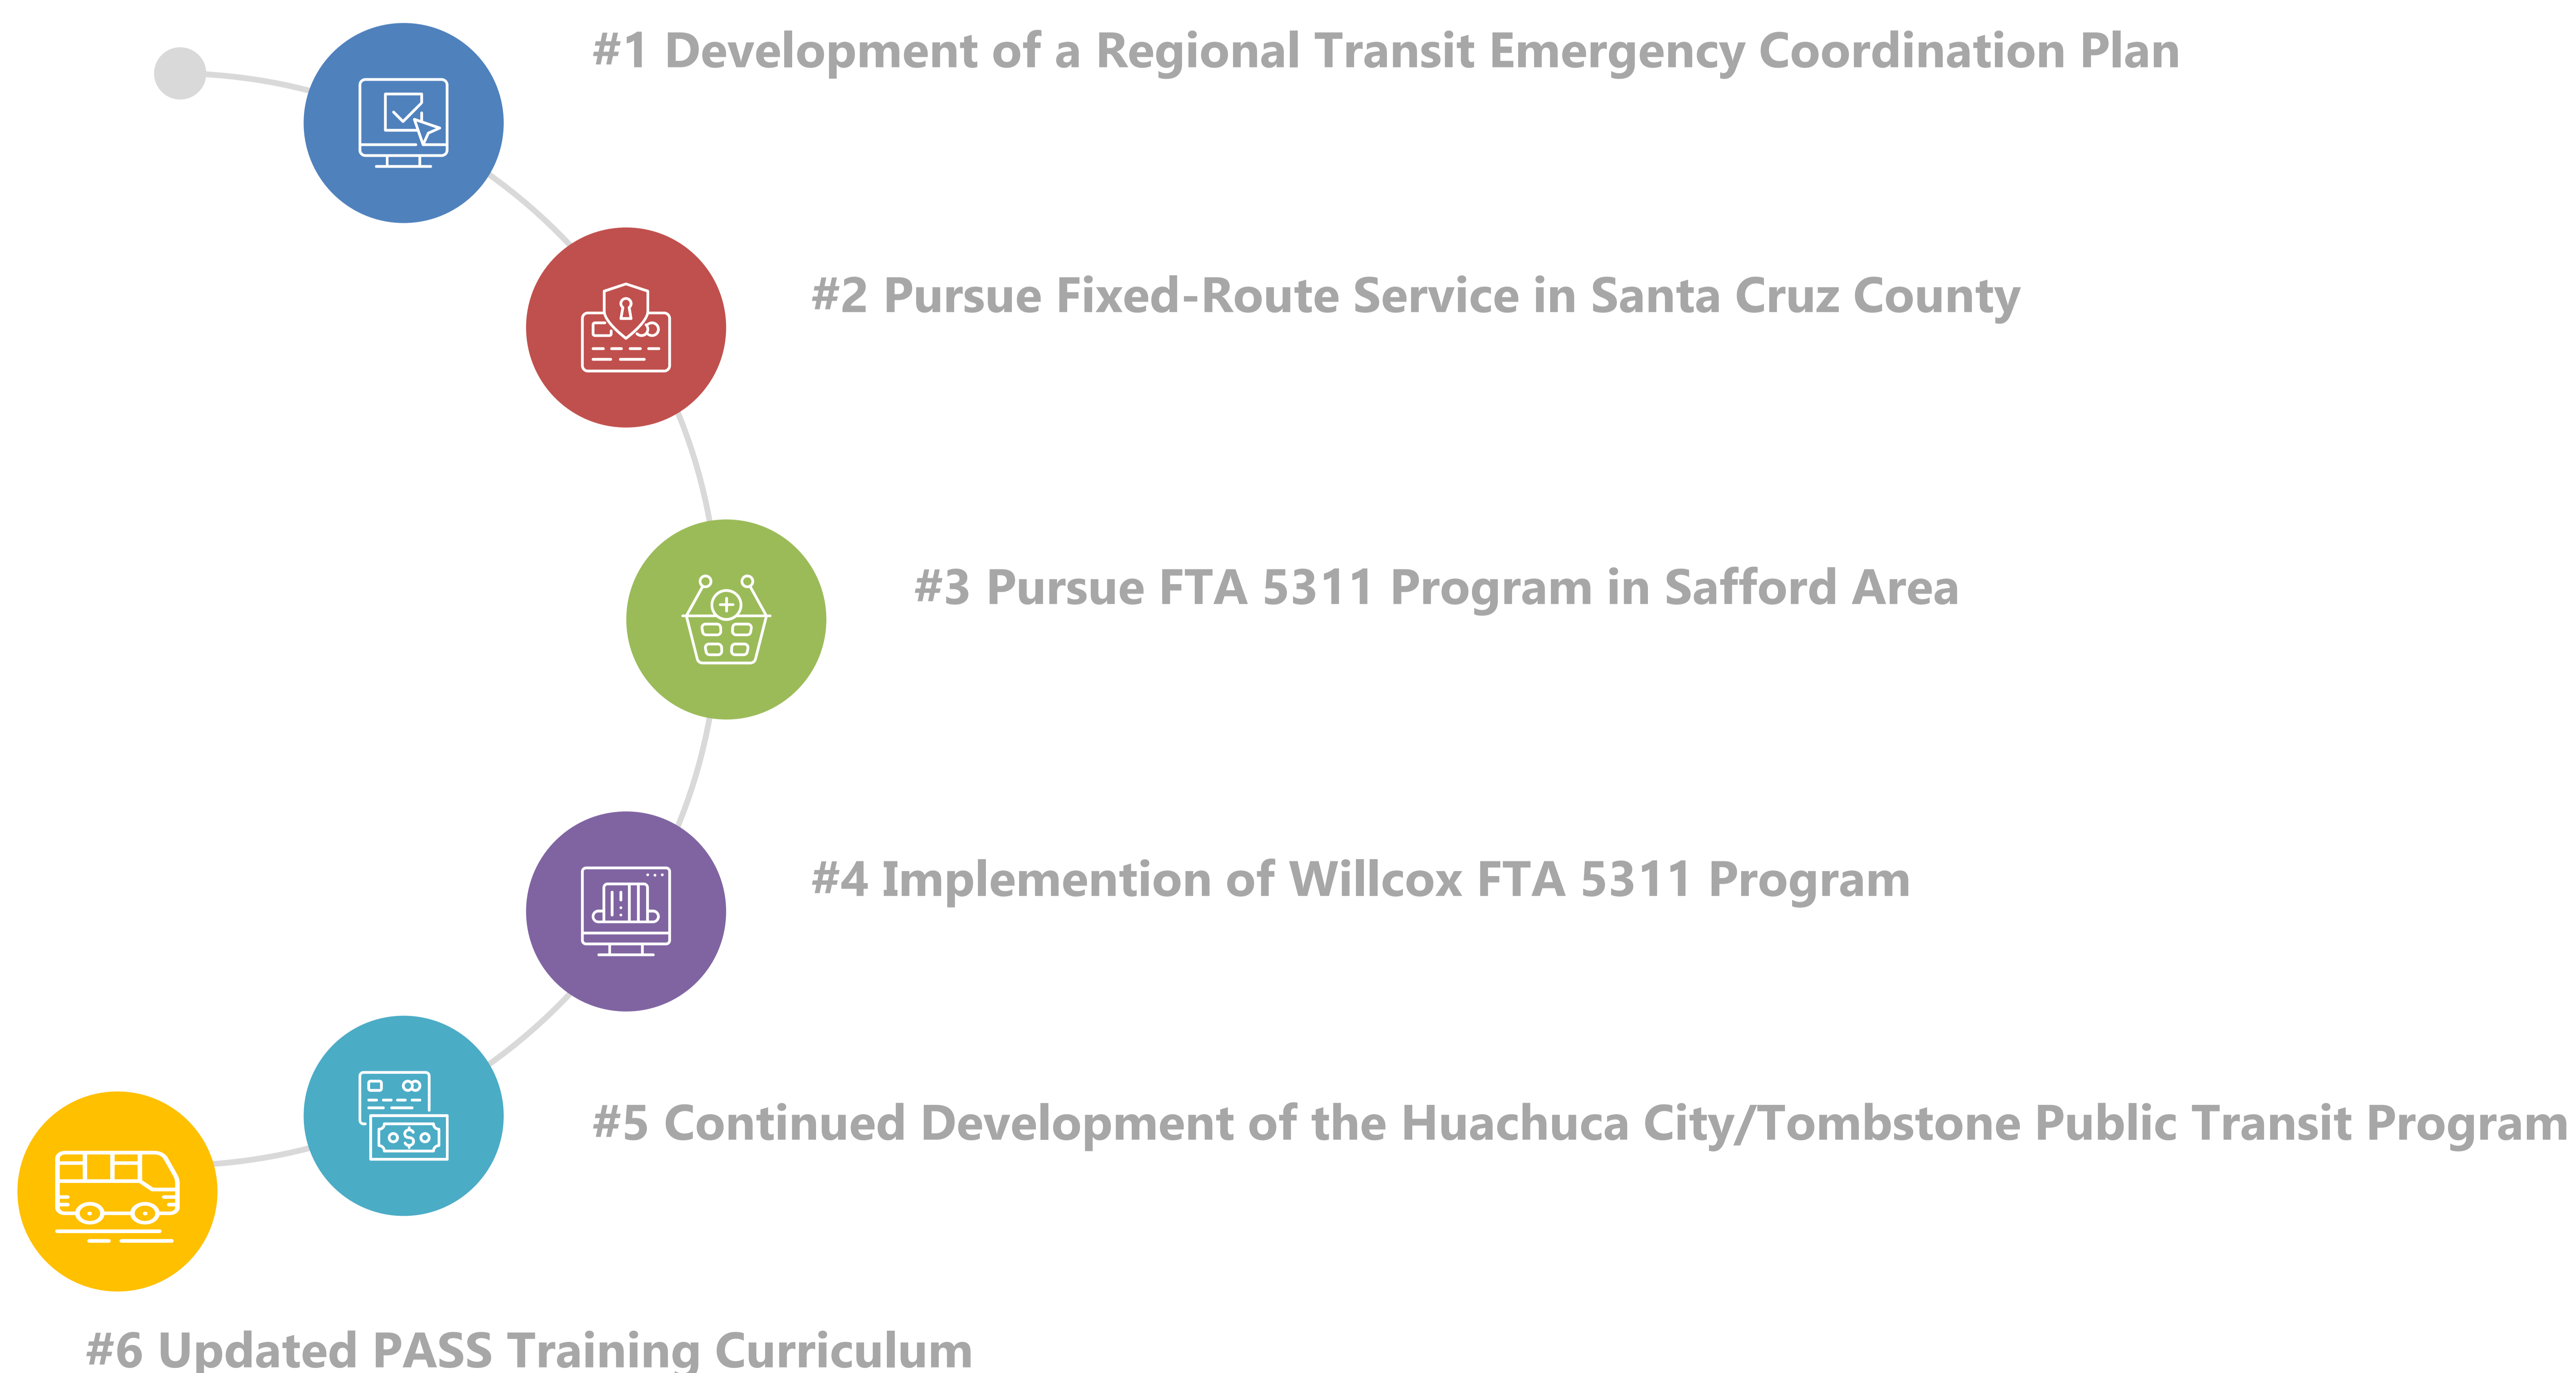 #1 Development of a Regional Transit Emergency Coordination Plan
#2 Pursue Fixed-Route Service in Santa Cruz County
#3 Pursue FTA 5311 Program in Safford Area
#4 Implemention of Willcox FTA 5311 Program
#5 Continued Development of the Huachuca City/Tombstone Public Transit Program
#6 Updated PASS Training Curriculum